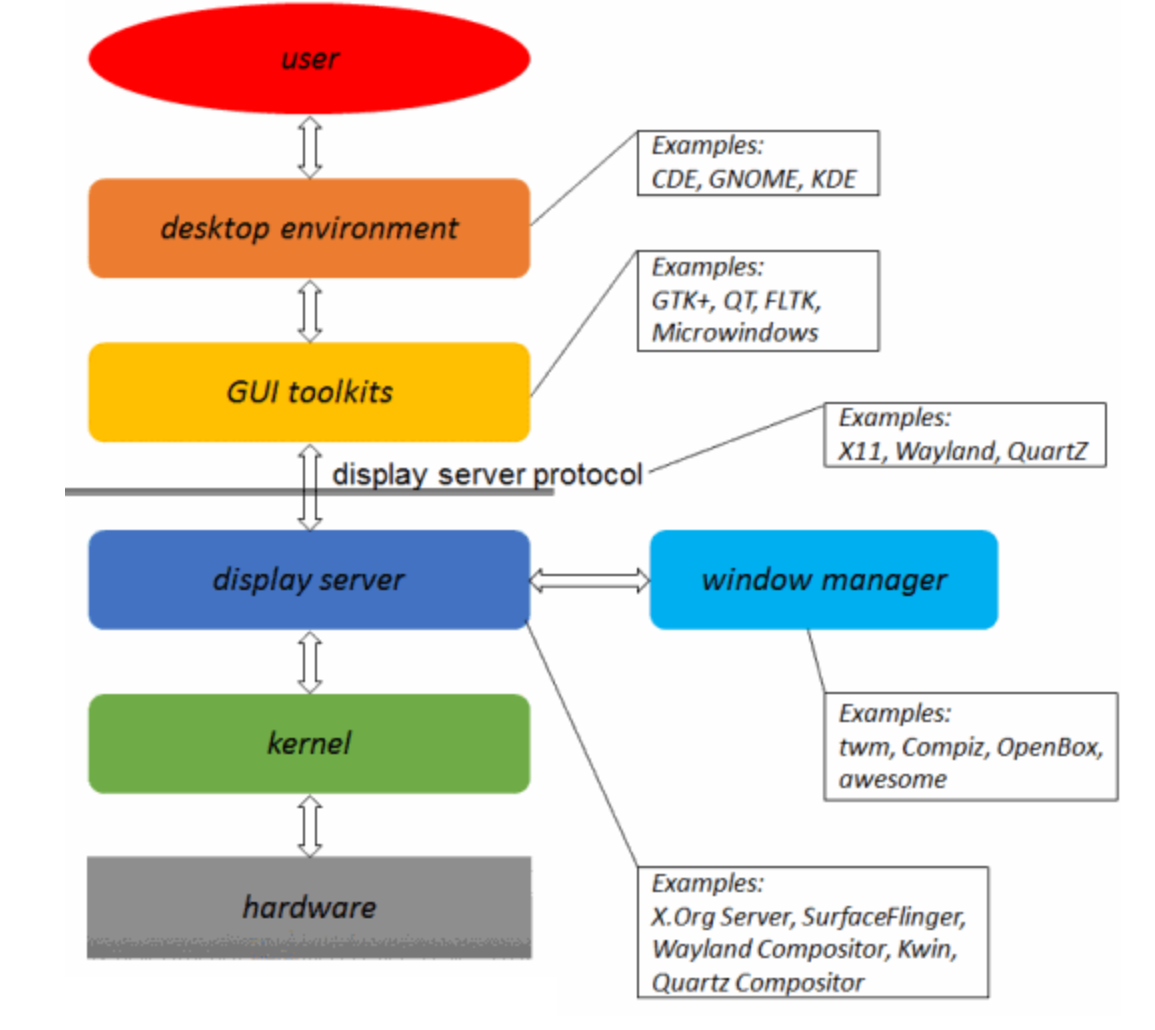 user
Examples:
CDE, GNOME, KDE
desktop environment
Examples:
GTK+, QT, FLTK,
Microwindows
GUI toolkits
Examples:
X11, Wayland, QuartZ
display server protocol
display server
window manager
Examples:
twm, Compiz, OpenBox,
awesome
kernel
Examples:
X.Org Server, SurfaceFlinger,
Wayland Compositor, Kwin,
Quartz Compositor
hardware